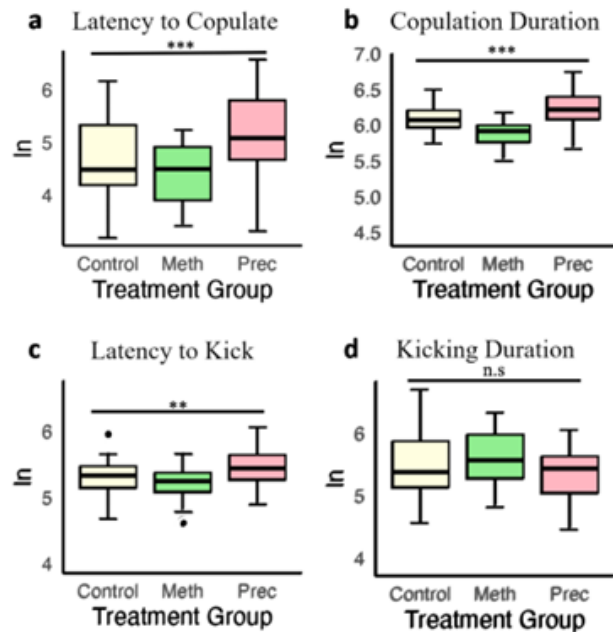 a Latency to Copulate
***
6
5
4
ln
Control Meth Prec
Treatment Group
b Copulation Duration
***
7.0
6.5
6.0
5.5
5.0
4.5
ln
Control Meth Prec
Treatment Group
c Latency to Kick
**
6
5
4
ln
Control Meth Prec
Treatment Group
d Kicking Duration
n.s
6
5
4
ln
Control Meth Prec
Treatment Group